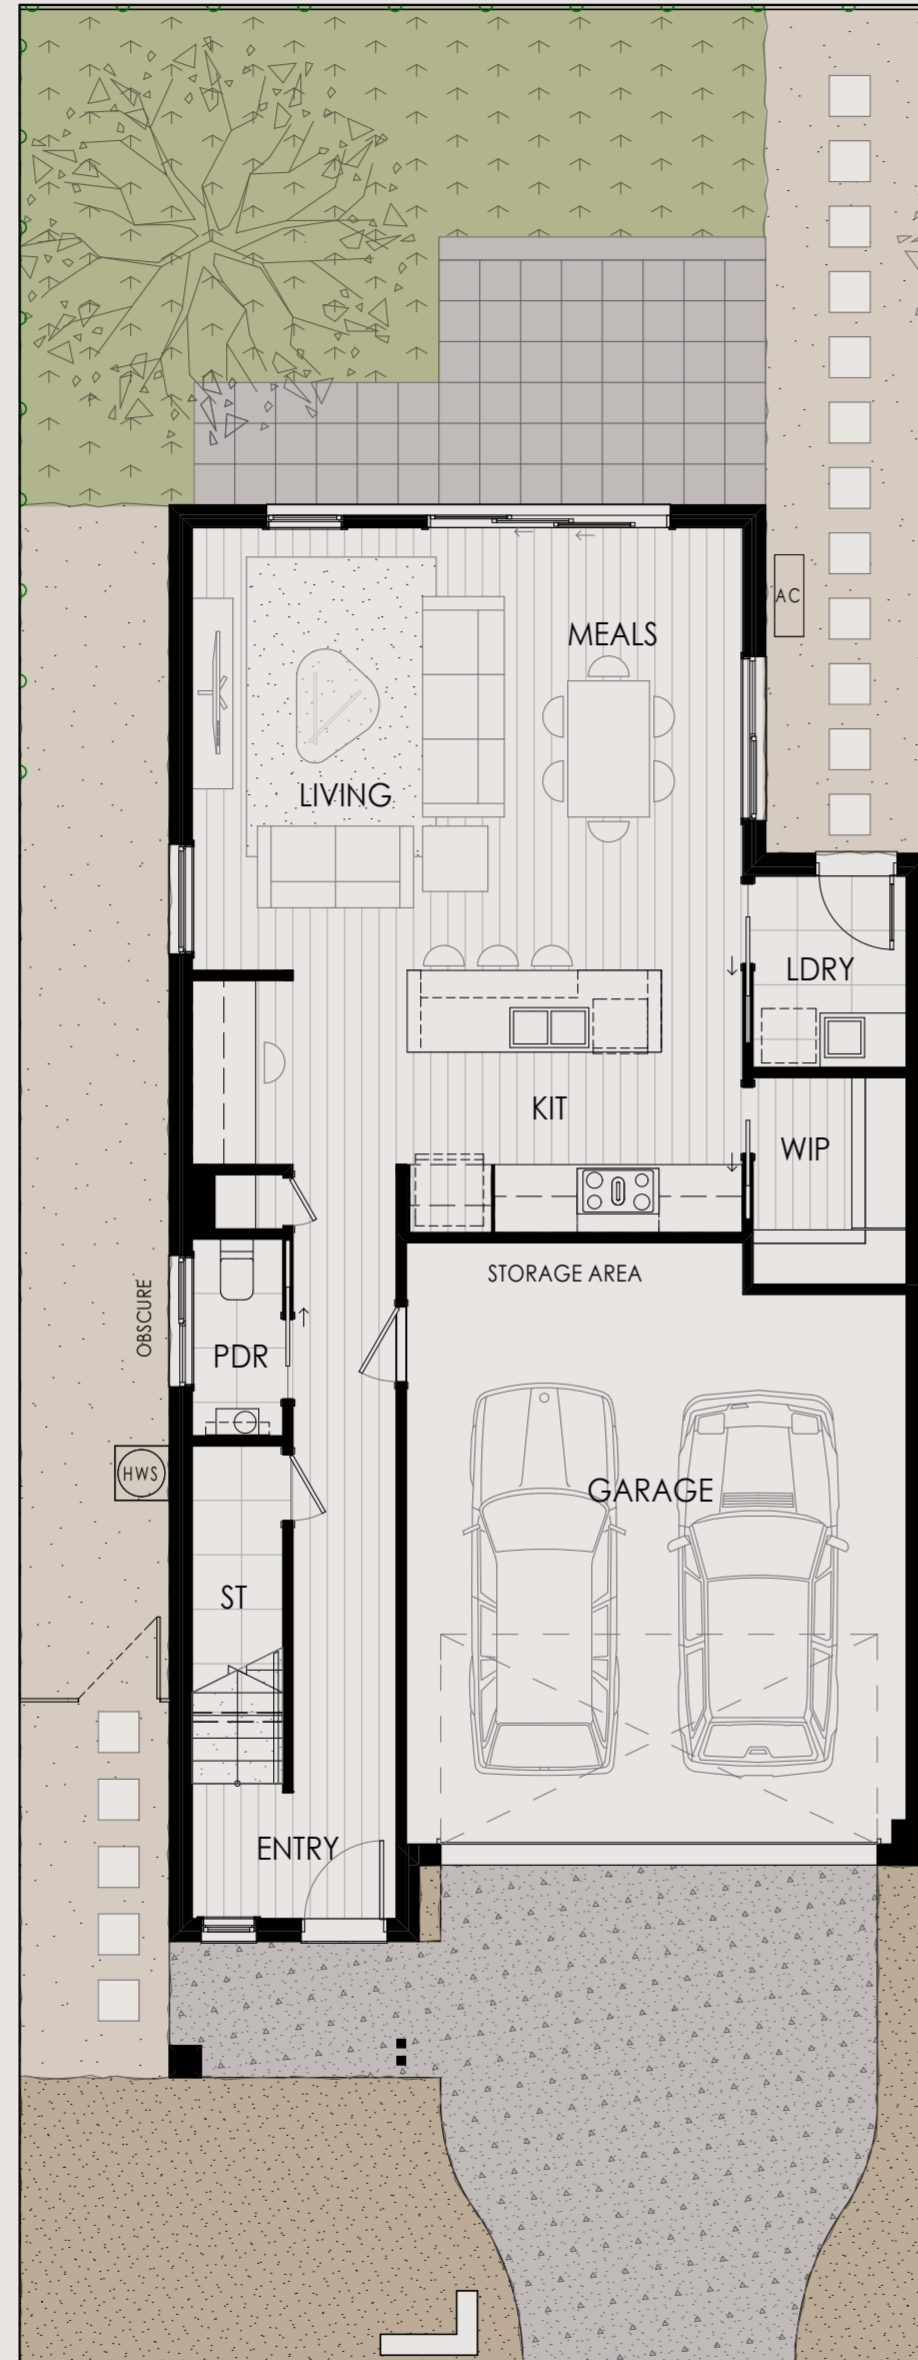 MEALS
AC
LIVING
LDRY
KIT
WIP
STORAGE AREA
OBSCURE
PDR
HWS
GARAGE
ST
ENTRY